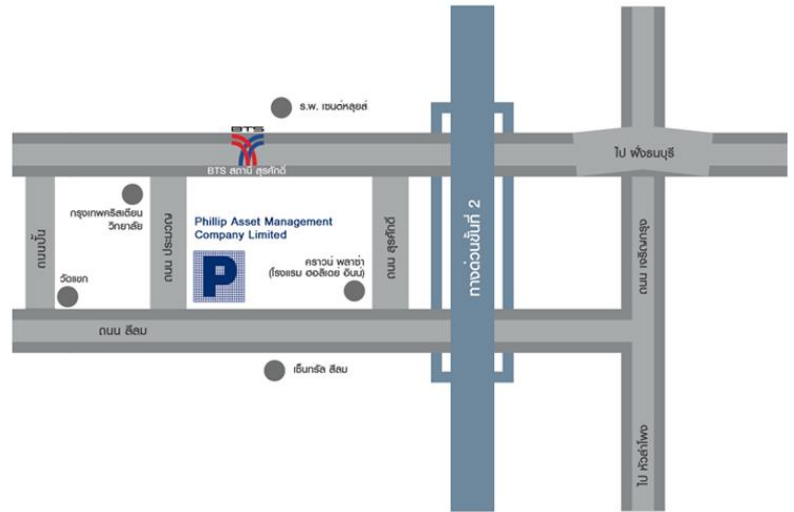 ร.พ. เซนต์หลุยส์
BTS
BTS สถานี สุรศักดิ์
ไป ฝั่งธนบุรี
กรุงเทพคริสเตียน
วิทยาลัย
ถนนปั้น
ถนน ประมวญ
Phillip Asset Management
Company Limited
P
คราวน์ พลาซ่า
(โรงแรม ฮอลิเดย์ อินน์)
ถนน สุรศักดิ์
ทางด่วนขั้นที่ 2
ถนน เจริญกรุง
วัดแขก
ถนน สีลม
เซ็นทรัล สีลม
ไป หัวลำโพง